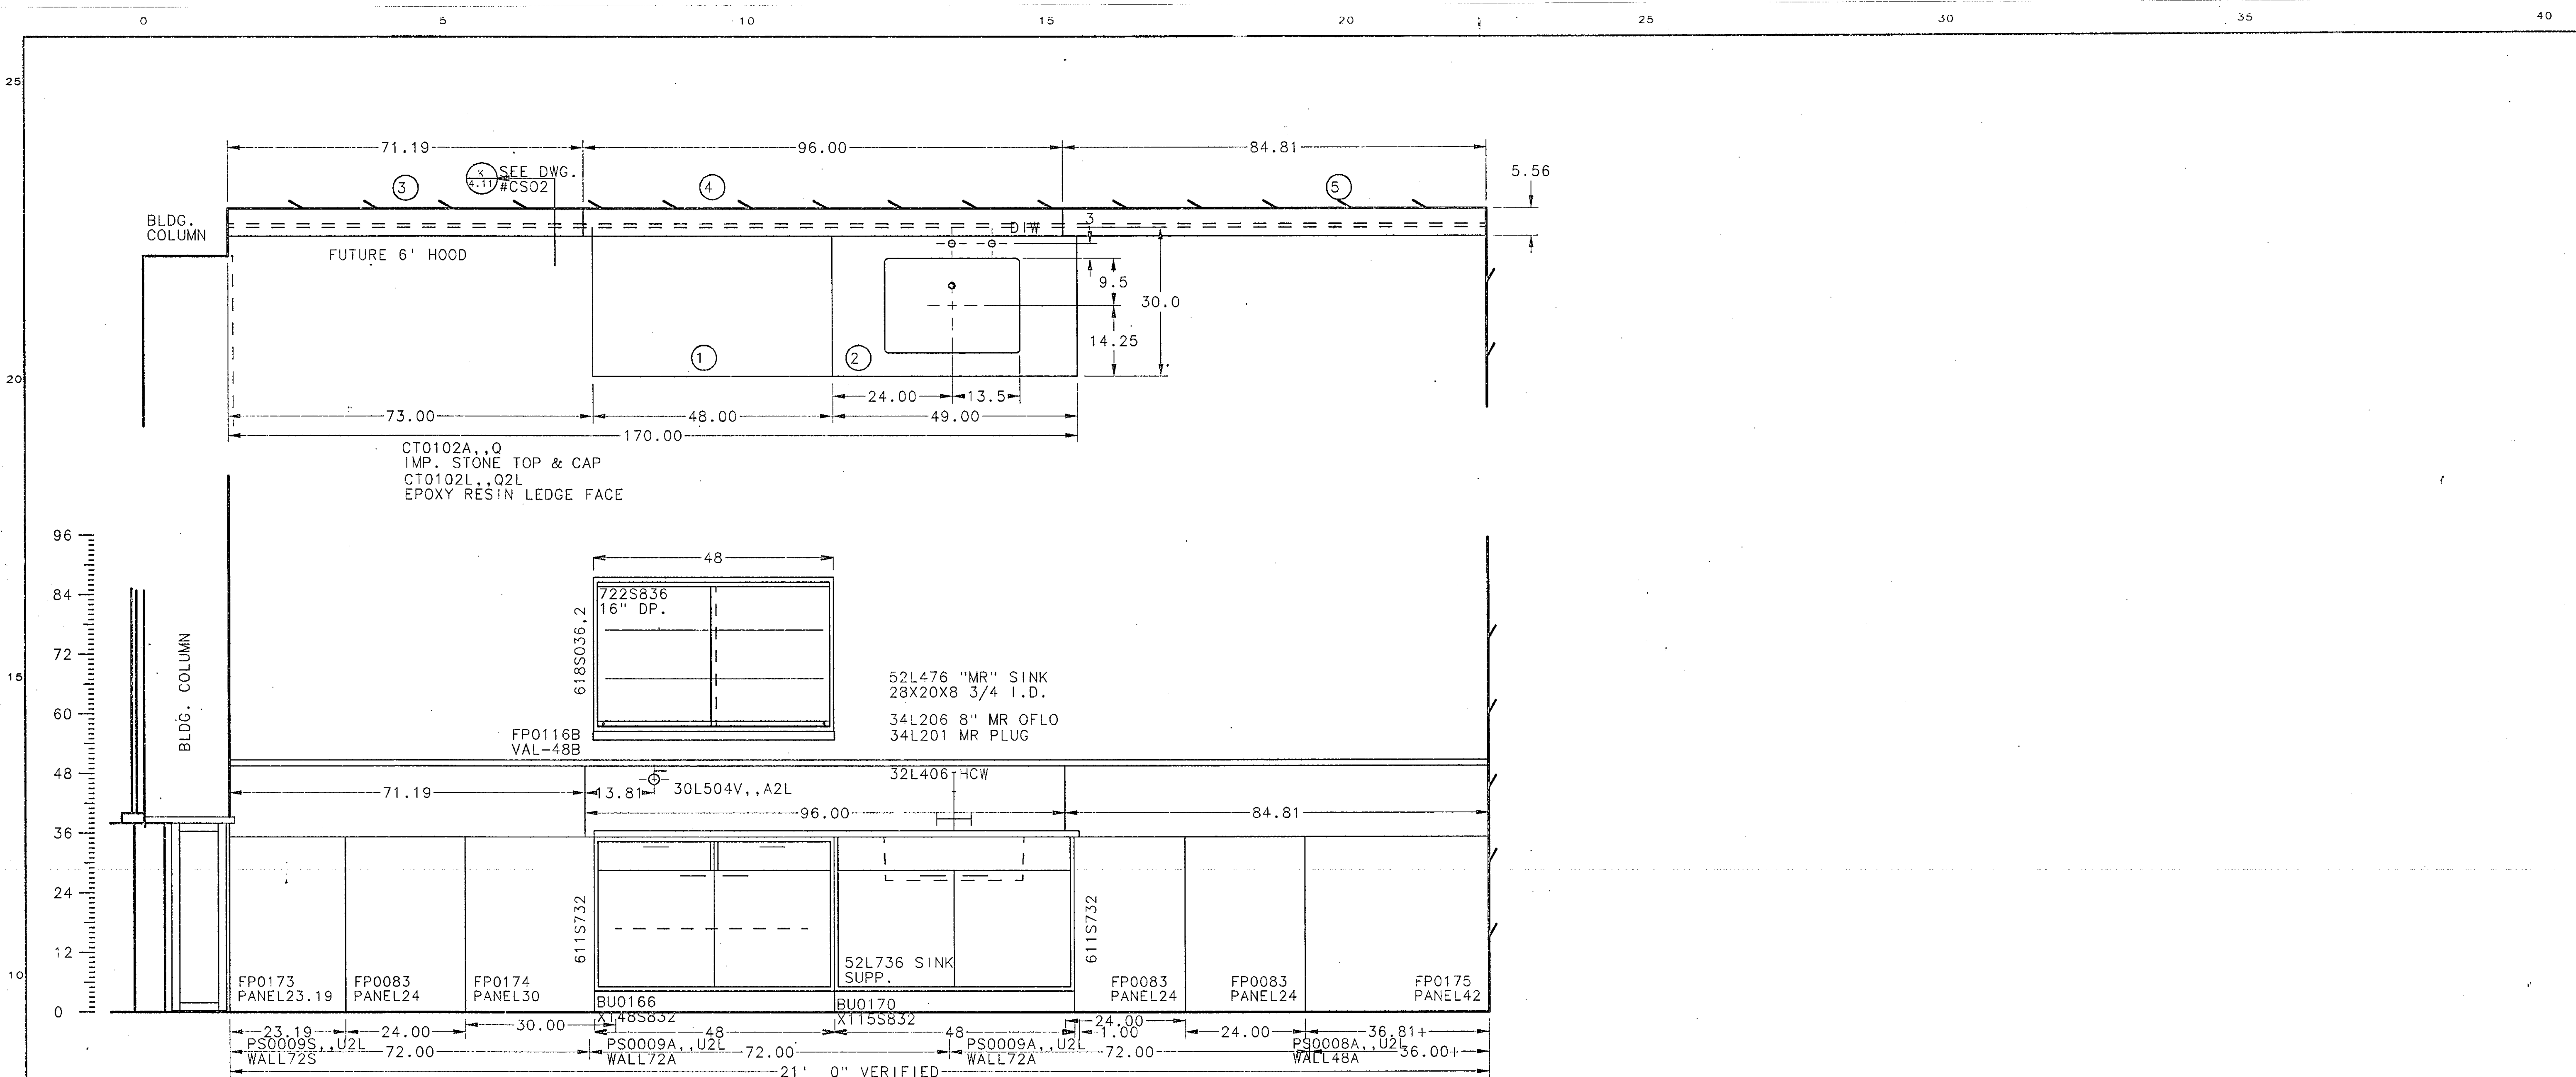 0 5 10 15 20 25 30 35 40
25
71.19 96.00 84.81
5.56
K SEE DWG.
4.11 #CS02
3 4 5
BLDG.
COLUMN
DIW 3
FUTURE 6' HOOD
9.5
30.0
14.25
1 2
20
24.00 13.5
73.00 48.00 49.00
170.00
CT0102A,,Q
IMP. STONE TOP & CAP
CT0102L,,Q2L
EPOXY RESIN LEDGE FACE
96
48
84
722S836
16" DP.
618S036,2
72
BLDG. COLUMN
15
52L476 "MR" SINK
28X20X8 3/4 I.D.
60
34L206 8" MR OFLO
34L201 MR PLUG
FP0116B
VAL-48B
48
32L406 HCW
30L504V,,A2L
71.19 13.81
96.00 84.81
36
24
611S732
611S732
12
52L736 SINK
SUPP.
10
FP0173
PANEL23.19
FP0083
PANEL24
FP0174
PANEL30
FP0083
PANEL24
FP0083
PANEL24
FP0175
PANEL42
0
BU0166
X148S832
BU0170
X115S832
23.19 24.00 30.00 48 48 24.00 1.00 24.00 36.81+
PS0009S,,U2L
WALL72S
72.00
PS0009A,,U2L
WALL72A
72.00
PS0009A,,U2L
WALL72A
72.00
PS0008A,,U2L
WALL48A
36.00+
21' 0" VERIFIED